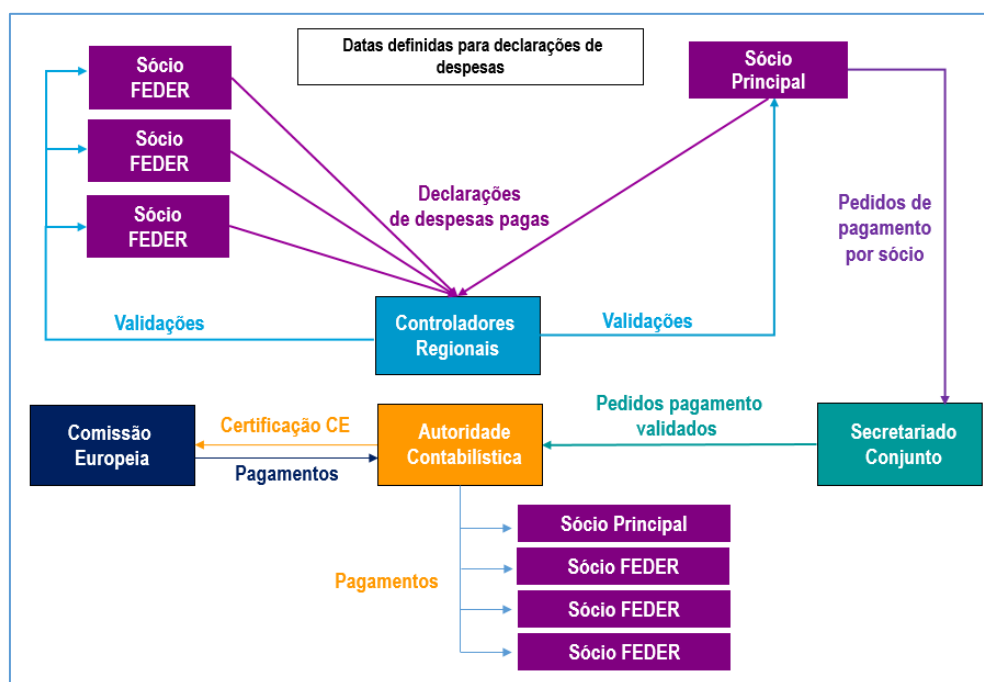 Sócio
FEDER
Datas definidas para declarações de
despesas
Sócio
Principal
Sócio
FEDER
Sócio
FEDER
Declarações
de despesas pagas
Pedidos de
pagamento
por sócio
Validações
Controladores
Regionais
Validações
Comissão
Europeia
Certificação CE
Pagamentos
Autoridade
Contabilística
Pedidos pagamento
validados
Secretariado
Conjunto
Pagamentos
Sócio Principal
Sócio FEDER
Sócio FEDER
Sócio FEDER